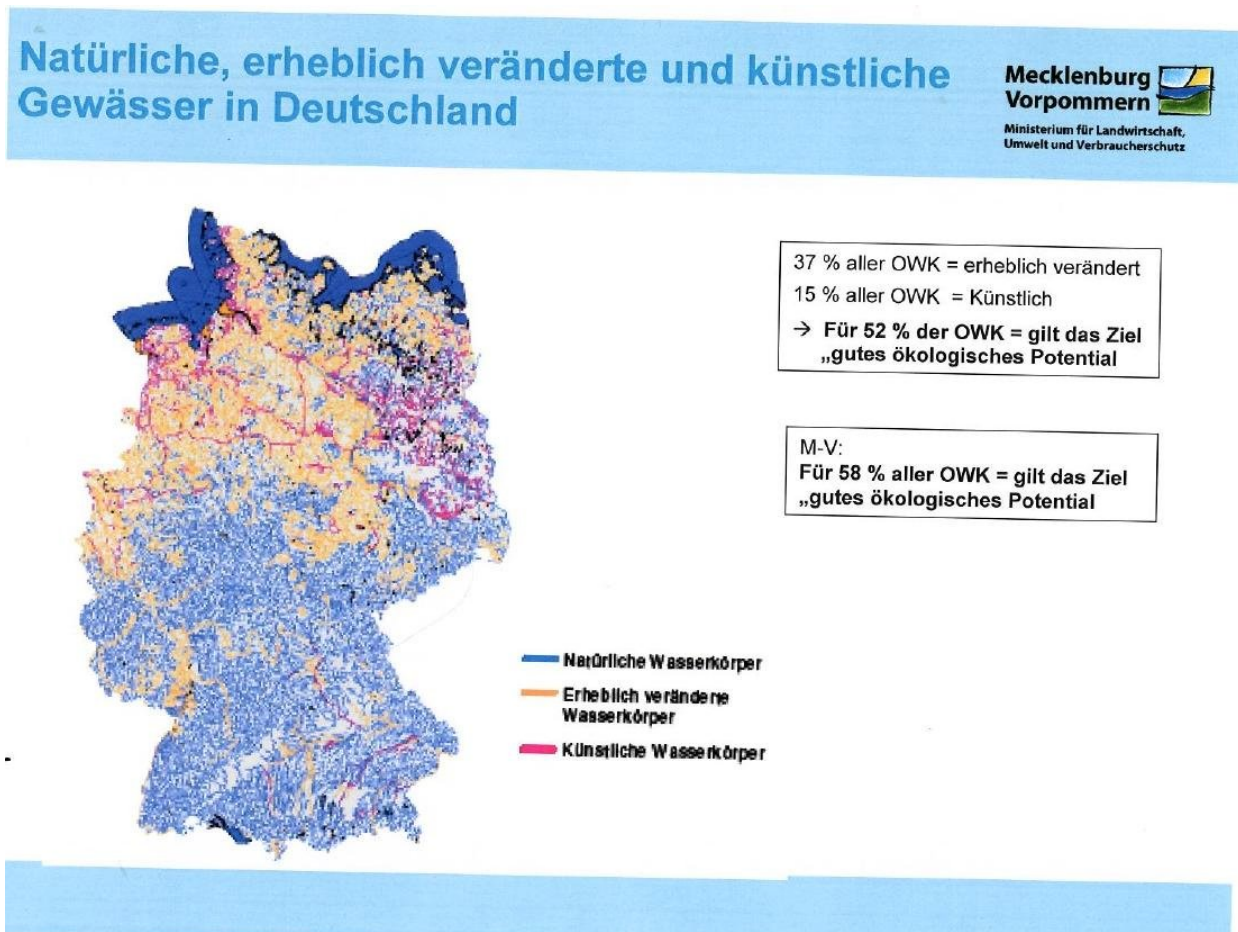 Natürliche, erheblich veränderte und künstliche
Gewässer in Deutschland
Mecklenburg
Vorpommern
Ministerium für Landwirtschaft,
Umwelt und Verbraucherschutz
37 % aller OWK = erheblich verändert
15 % aller OWK = Künstlich
→ Für 52 % der OWK = gilt das Ziel
„gutes ökologisches Potential
M-V:
Für 58 % aller OWK = gilt das Ziel
„gutes ökologisches Potential
Natürliche Wasserkörper
Erheblich veränderte
Wasserkörper
Künstliche Wasserkörper